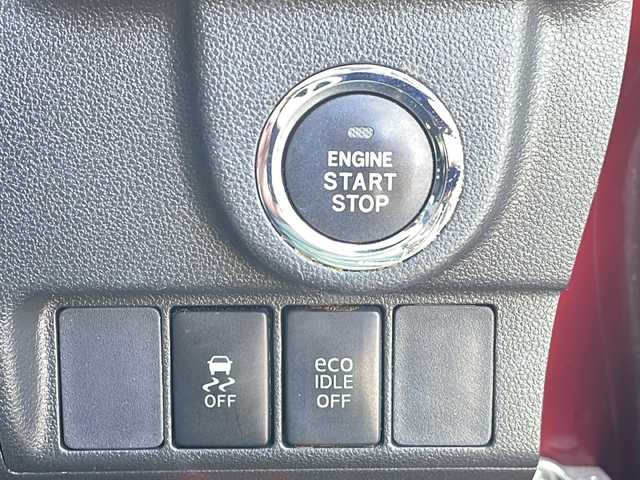 ENGINE
START
STOP
OFF
eco
IDLE
OFF